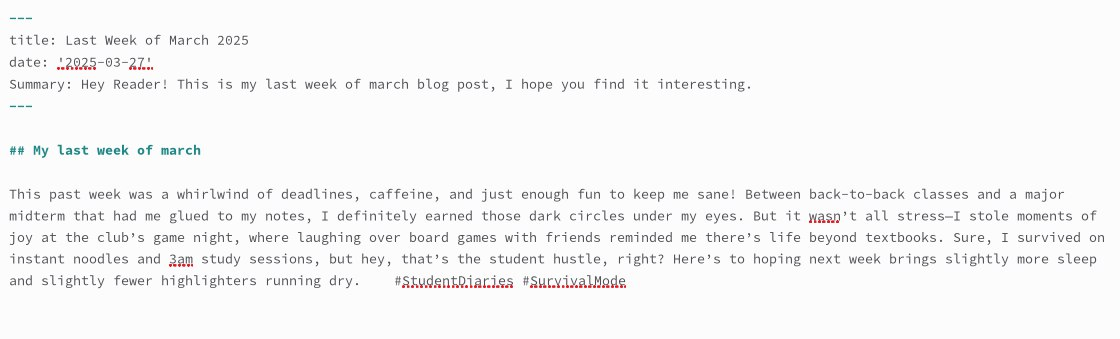 ---
title: Last Week of March 2025
date: '2025-03-27'
Summary: Hey Reader! This is my last week of march blog post, I hope you find it interesting.
---
## My last week of march
This past week was a whirlwind of deadlines, caffeine, and just enough fun to keep me sane! Between back-to-back classes and a major
midterm that had me glued to my notes, I definitely earned those dark circles under my eyes. But it wasn’t all stress—I stole moments of
joy at the club’s game night, where laughing over board games with friends reminded me there’s life beyond textbooks. Sure, I survived on
instant noodles and 3am study sessions, but hey, that’s the student hustle, right? Here’s to hoping next week brings slightly more sleep
and slightly fewer highlighters running dry.    #StudentDiaries #SurvivalMode